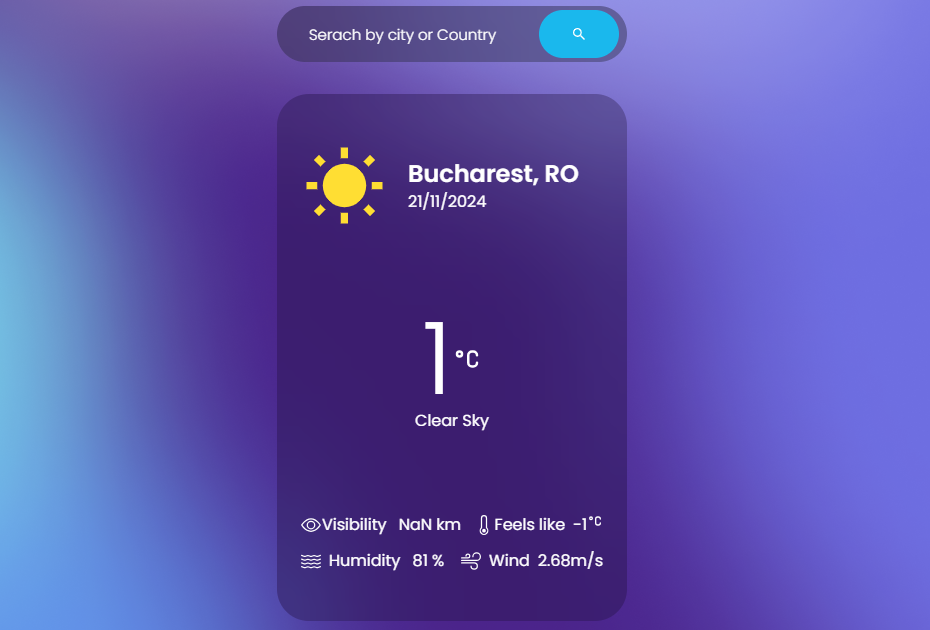 Serach by city or Country
Bucharest, RO
21/11/2024
1 °C
Clear Sky
Visibility NaN km Feels like -1°C
Humidity 81 % Wind 2.68m/s